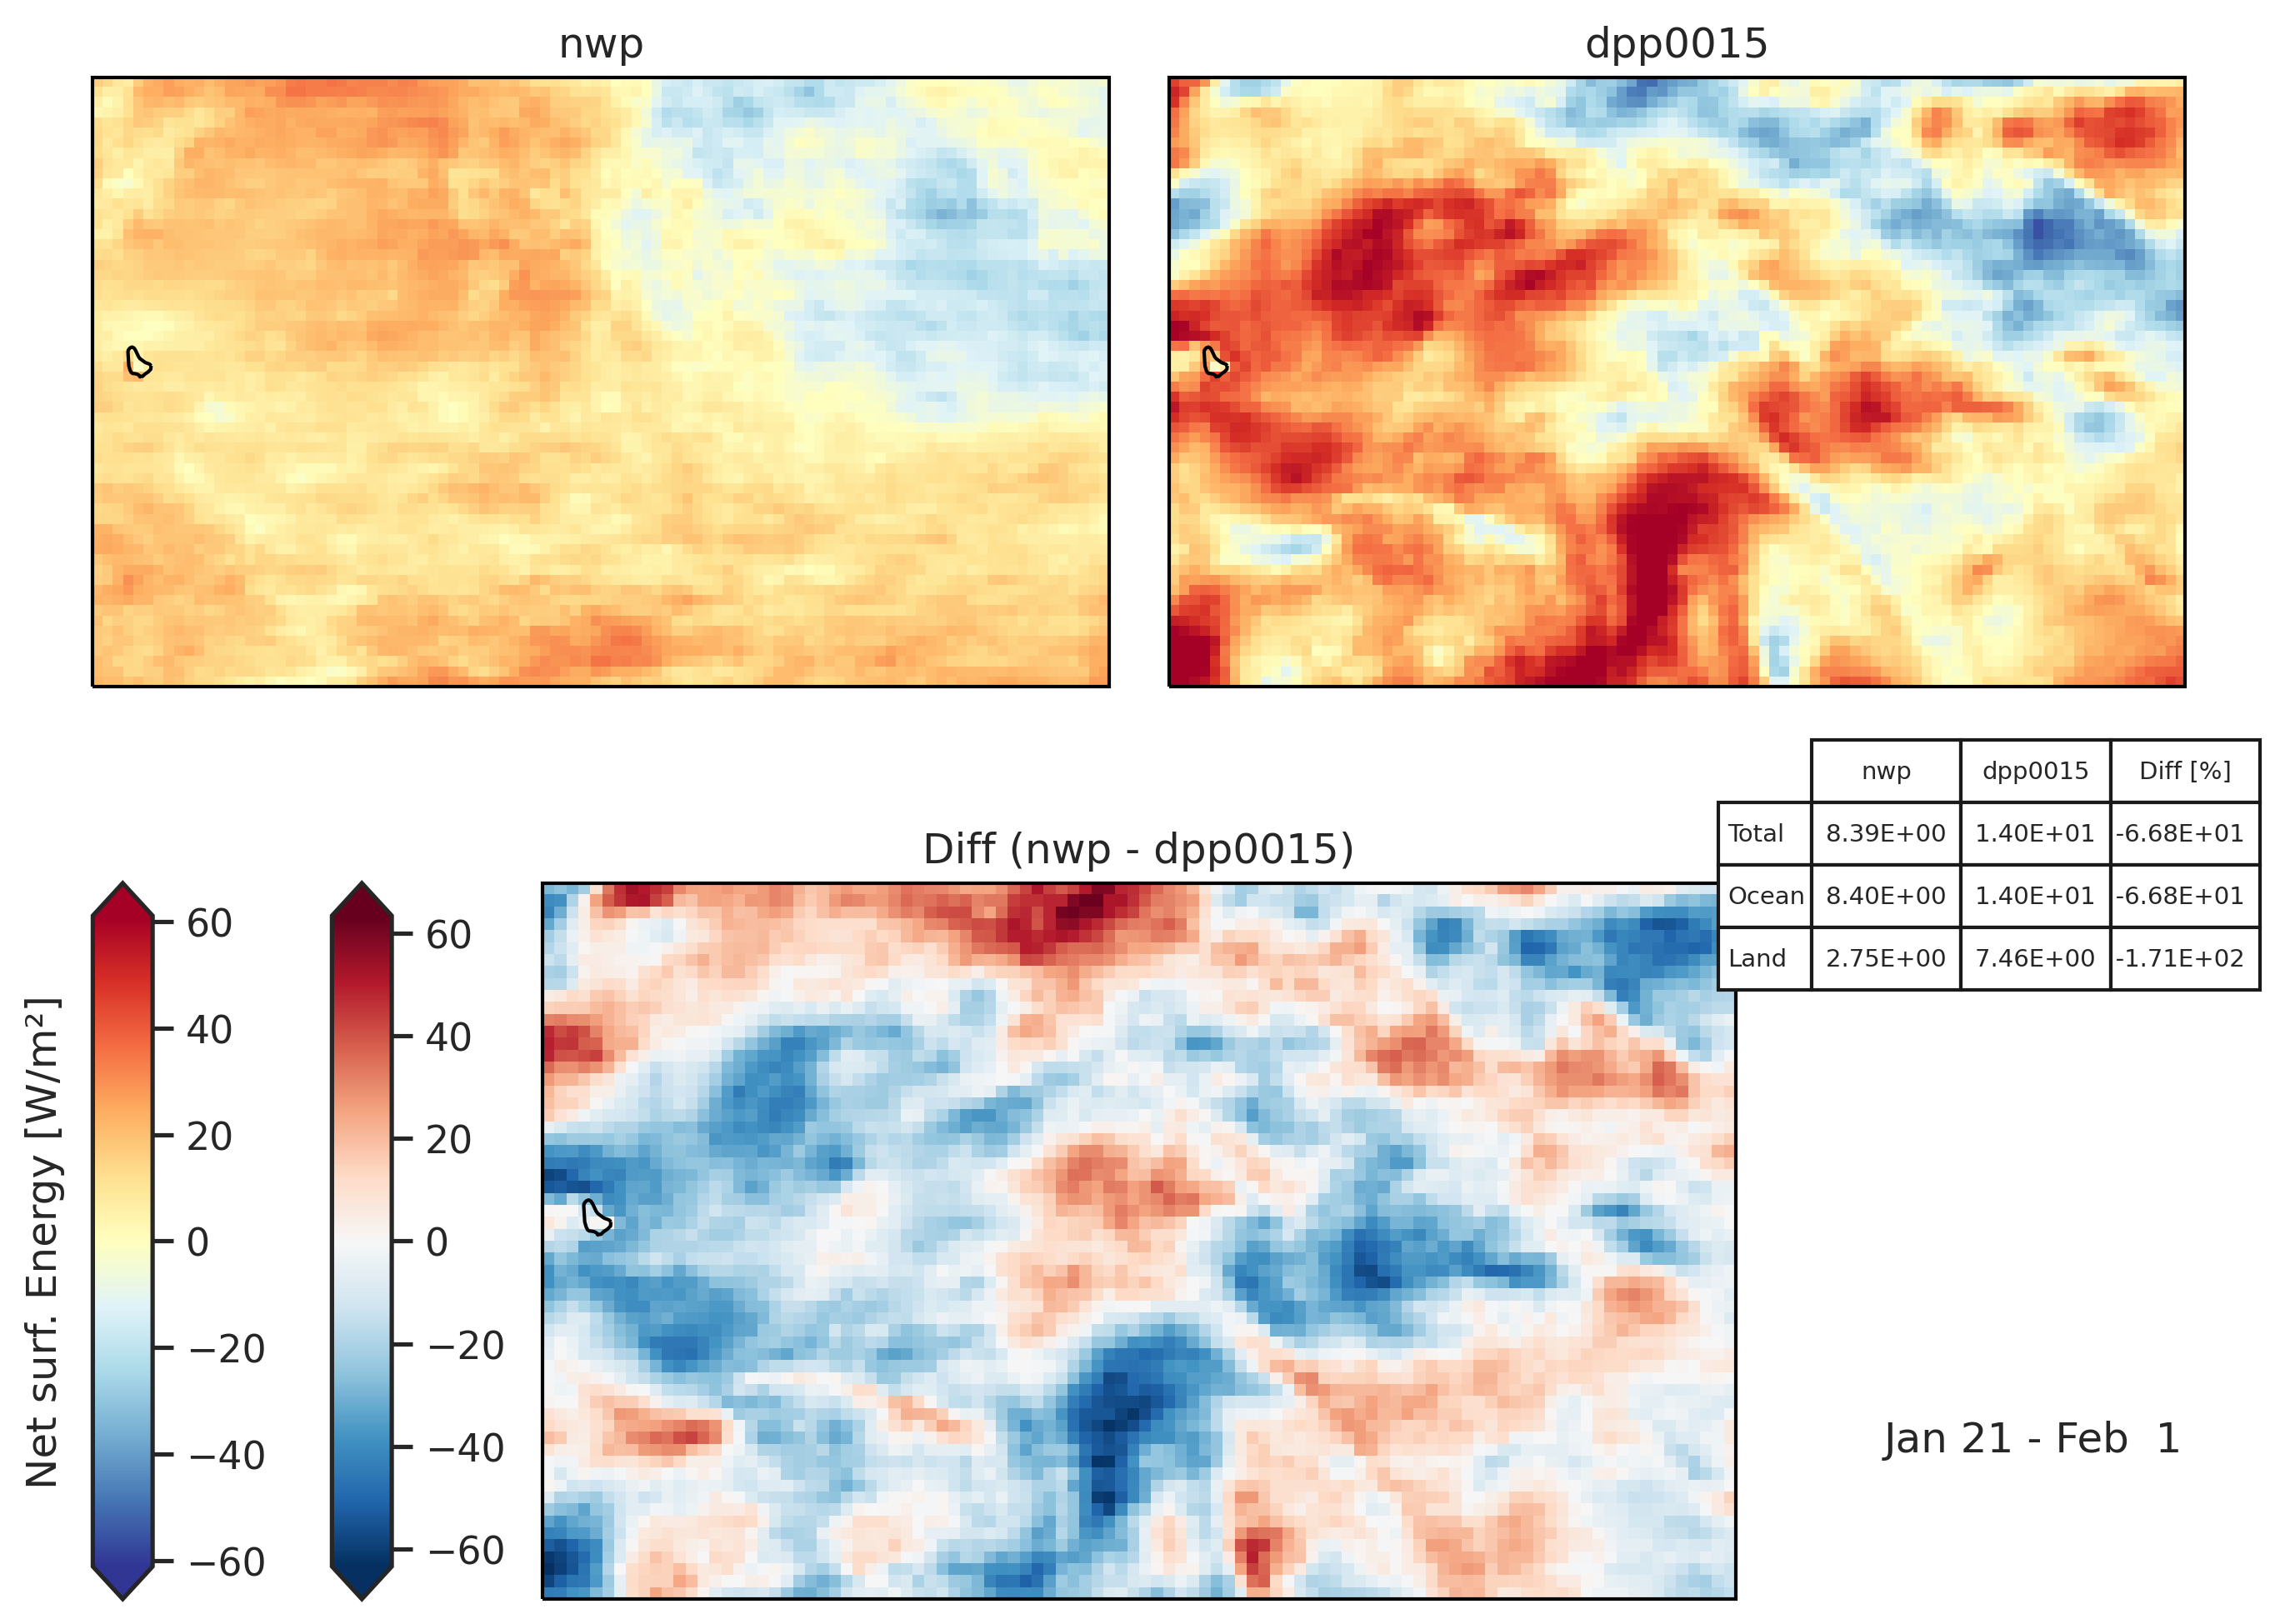 nwp
dpp0015
nwp dpp0015 Diff [%]
Total 8.39E+00 1.40E+01 -6.68E+01
Ocean 8.40E+00 1.40E+01 -6.68E+01
Land 2.75E+00 7.46E+00 -1.71E+02
Diff (nwp - dpp0015)
Net surf. Energy [W/m²]
60
40
20
0
−20
−40
−60
60
40
20
0
−20
−40
−60
Jan 21 - Feb  1